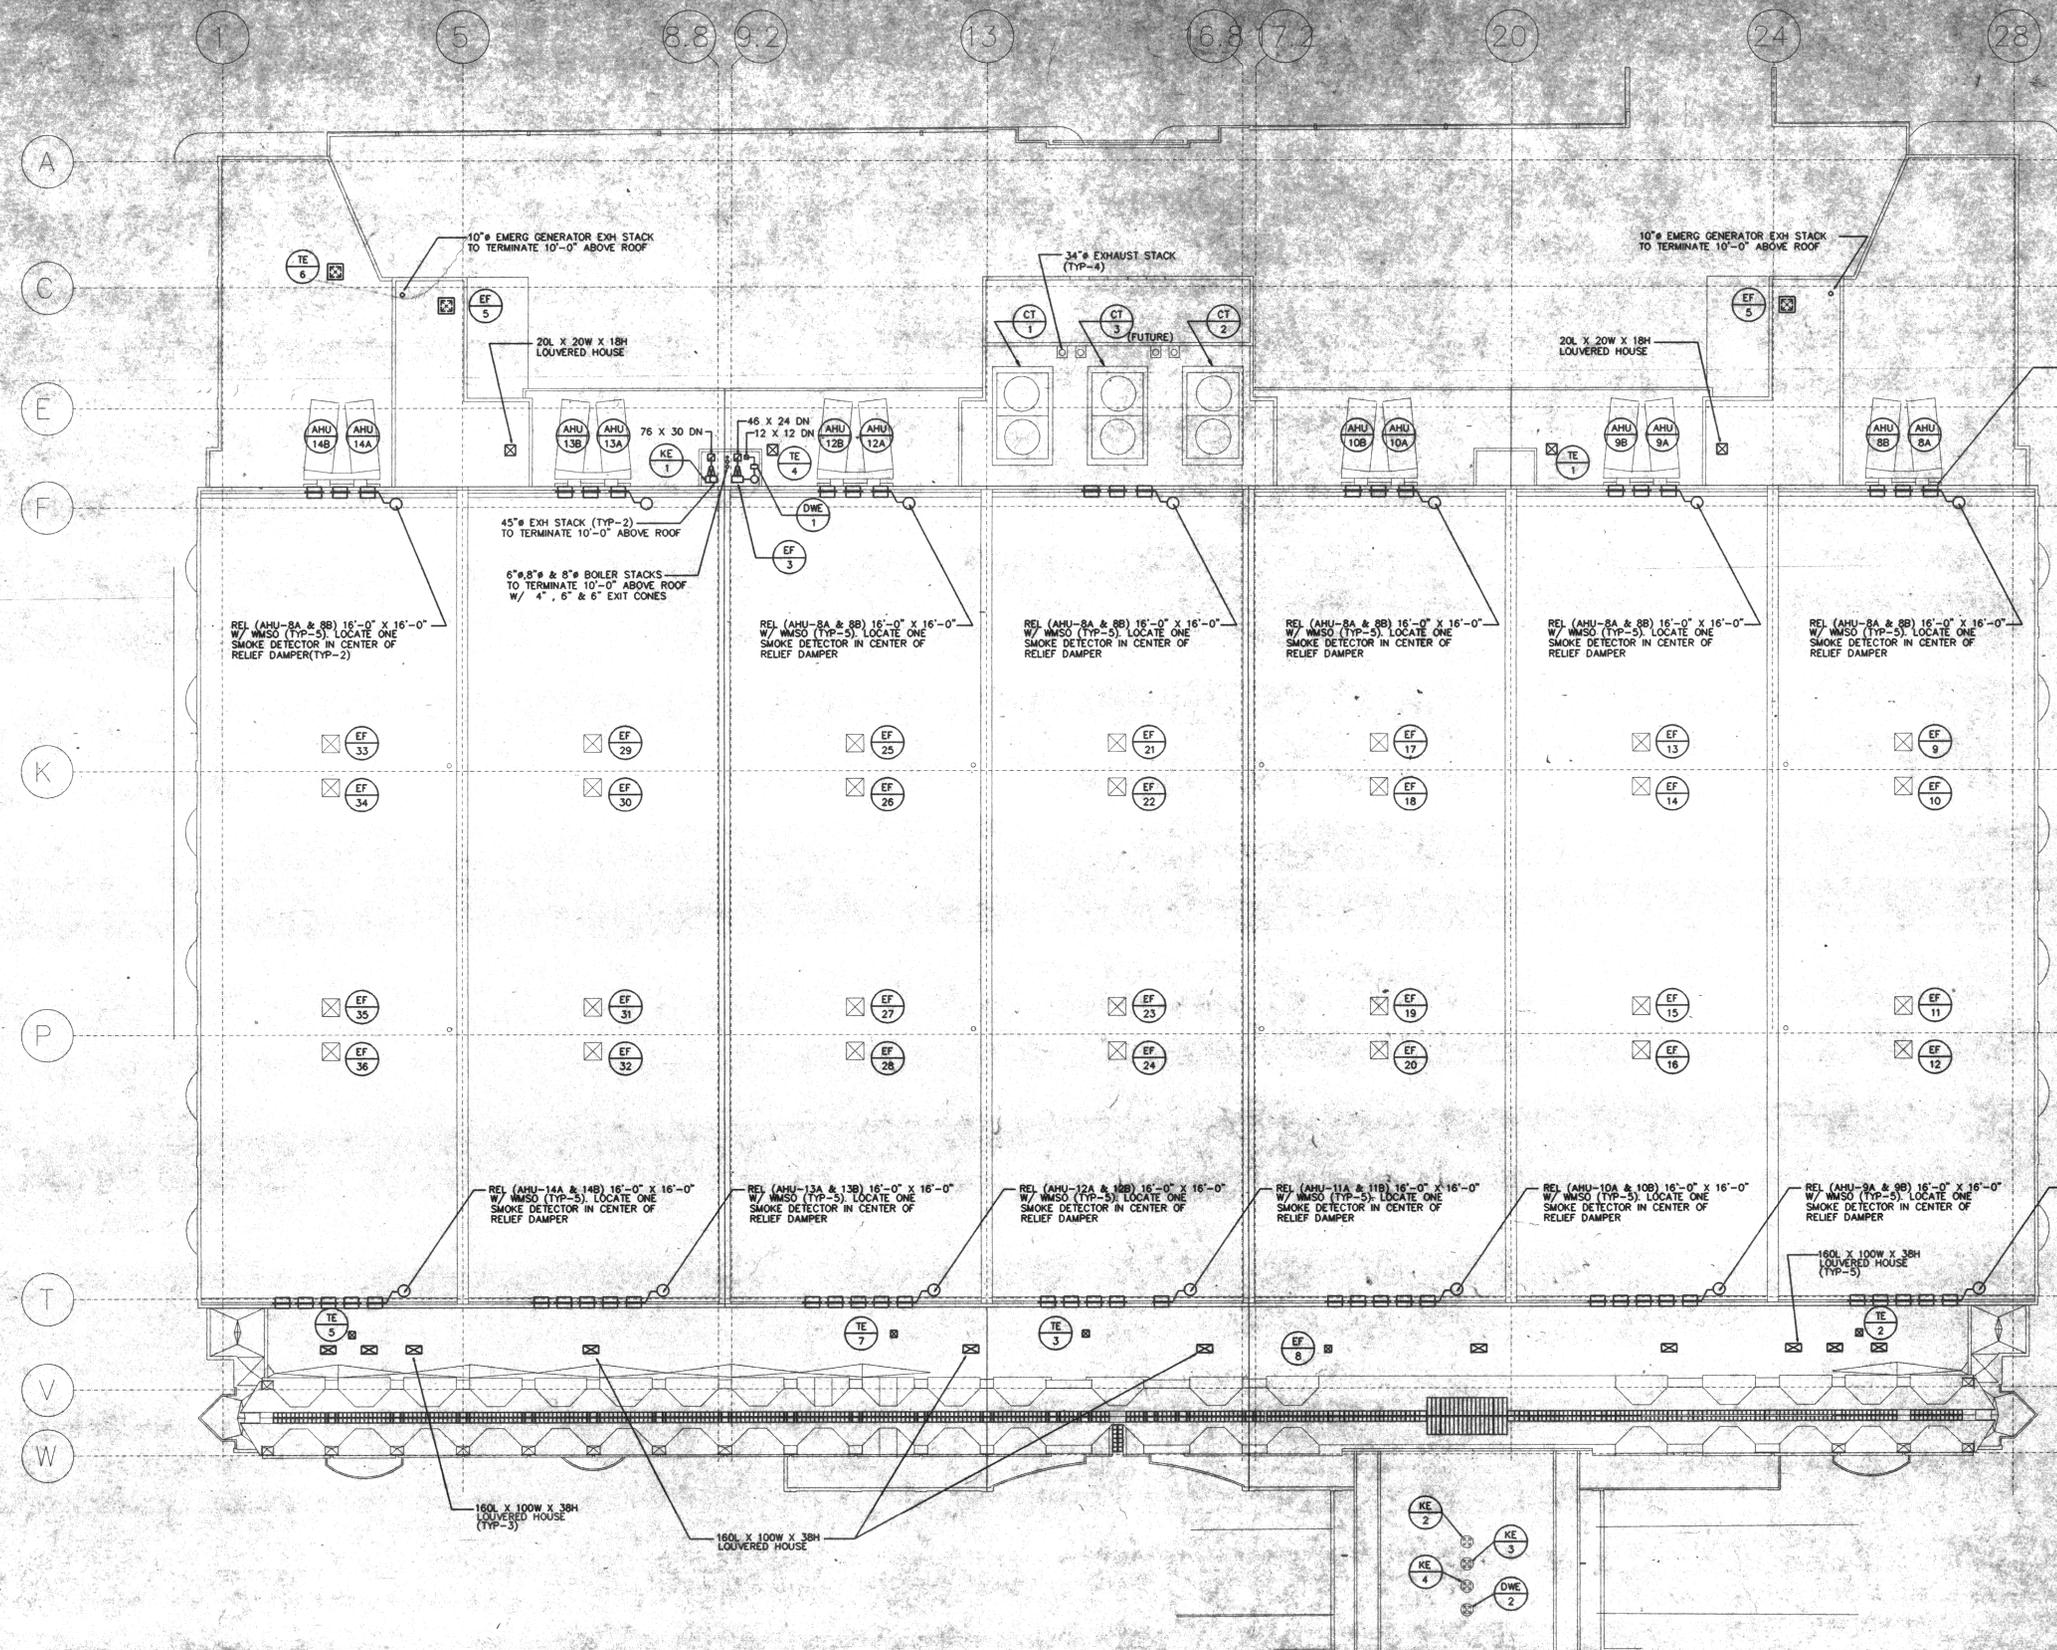 1
5
8.8
9.2
13
16.8
17.2
20
24
28
A
10"ø EMERG GENERATOR EXH STACK
TO TERMINATE 10'-0" ABOVE ROOF
10"ø EMERG GENERATOR EXH STACK
TO TERMINATE 10'-0" ABOVE ROOF
TE
6
34"ø EXHAUST STACK
(TYP-4)
C
EF
5
EF
5
CT
1
CT
3
CT
2
(FUTURE)
20L X 20W X 18H
LOUVERED HOUSE
20L X 20W X 18H
LOUVERED HOUSE
E
AHU
14B
AHU
14A
AHU
13B
AHU
13A
76 X 30 DN
46 X 24 DN
12 X 12 DN
KE
1
TE
4
AHU
12B
AHU
12A
AHU
10B
AHU
10A
TE
1
AHU
9B
AHU
9A
AHU
8B
AHU
8A
F
45"ø EXH STACK (TYP-2)
TO TERMINATE 10'-0" ABOVE ROOF
DWE
1
EF
3
6"ø,8"ø & 8"ø BOILER STACKS
TO TERMINATE 10'-0" ABOVE ROOF
W/ 4" , 6" & 6" EXIT CONES
REL (AHU-8A & 8B) 16'-0" X 16'-0"
W/ WMSO (TYP-5). LOCATE ONE
SMOKE DETECTOR IN CENTER OF
RELIEF DAMPER(TYP-2)
REL (AHU-8A & 8B) 16'-0" X 16'-0"
W/ WMSO (TYP-5). LOCATE ONE
SMOKE DETECTOR IN CENTER OF
RELIEF DAMPER
REL (AHU-8A & 8B) 16'-0" X 16'-0"
W/ WMSO (TYP-5). LOCATE ONE
SMOKE DETECTOR IN CENTER OF
RELIEF DAMPER
REL (AHU-8A & 8B) 16'-0" X 16'-0"
W/ WMSO (TYP-5). LOCATE ONE
SMOKE DETECTOR IN CENTER OF
RELIEF DAMPER
REL (AHU-8A & 8B) 16'-0" X 16'-0"
W/ WMSO (TYP-5). LOCATE ONE
SMOKE DETECTOR IN CENTER OF
RELIEF DAMPER
REL (AHU-8A & 8B) 16'-0" X 16'-0"
W/ WMSO (TYP-5). LOCATE ONE
SMOKE DETECTOR IN CENTER OF
RELIEF DAMPER
EF
33
EF
29
EF
25
EF
21
EF
17
EF
13
EF
9
K
EF
34
EF
30
EF
26
EF
22
EF
18
EF
14
EF
10
EF
35
EF
31
EF
27
EF
23
EF
19
EF
15
EF
11
P
EF
36
EF
32
EF
28
EF
24
EF
20
EF
16
EF
12
REL (AHU-14A & 14B) 16'-0" X 16'-0"
W/ WMSO (TYP-5). LOCATE ONE
SMOKE DETECTOR IN CENTER OF
RELIEF DAMPER
REL (AHU-13A & 13B) 16'-0" X 16'-0"
W/ WMSO (TYP-5). LOCATE ONE
SMOKE DETECTOR IN CENTER OF
RELIEF DAMPER
REL (AHU-12A & 12B) 16'-0" X 16'-0"
W/ WMSO (TYP-5). LOCATE ONE
SMOKE DETECTOR IN CENTER OF
RELIEF DAMPER
REL (AHU-11A & 11B) 16'-0" X 16'-0"
W/ WMSO (TYP-5). LOCATE ONE
SMOKE DETECTOR IN CENTER OF
RELIEF DAMPER
REL (AHU-10A & 10B) 16'-0" X 16'-0"
W/ WMSO (TYP-5). LOCATE ONE
SMOKE DETECTOR IN CENTER OF
RELIEF DAMPER
REL (AHU-9A & 9B) 16'-0" X 16'-0"
W/ WMSO (TYP-5). LOCATE ONE
SMOKE DETECTOR IN CENTER OF
RELIEF DAMPER
160L X 100W X 38H
LOUVERED HOUSE
(TYP-5)
T
TE
5
TE
7
TE
3
EF
8
TE
2
V
W
160L X 100W X 38H
LOUVERED HOUSE
(TYP-3)
160L X 100W X 38H
LOUVERED HOUSE
KE
2
KE
3
KE
4
DWE
2